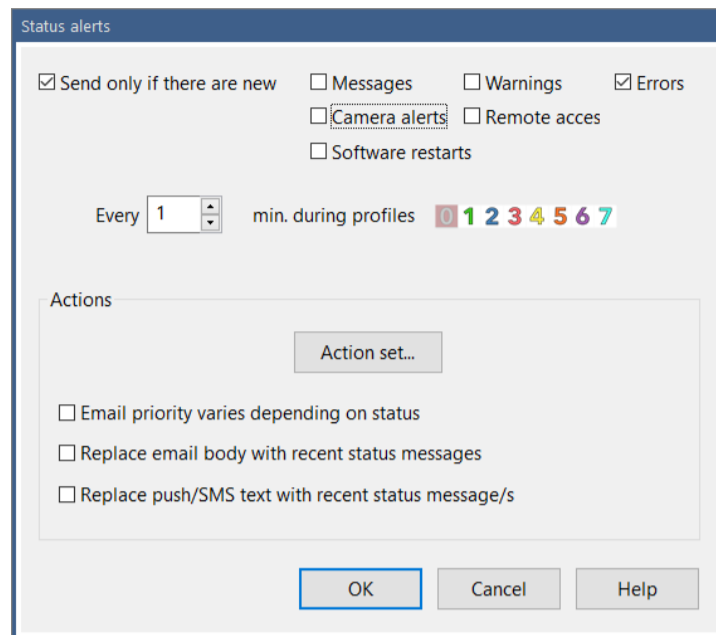 Status alerts
Send only if there are new Messages Warnings Errors
Camera alerts Remote acces
Software restarts
Every 1 min. during profiles 0 1 2 3 4 5 6 7
Actions
Action set...
Email priority varies depending on status
Replace email body with recent status messages
Replace push/SMS text with recent status message/s
OK Cancel Help